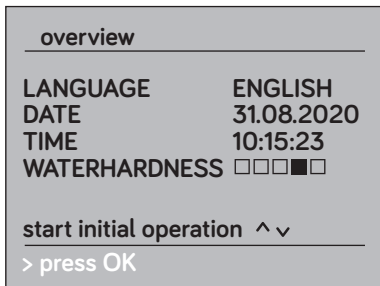 overview
LANGUAGE ENGLISH
DATE 31.08.2020
TIME 10:15:23
WATERHARDNESS □□□■□
start initial operation ^ v
> press OK